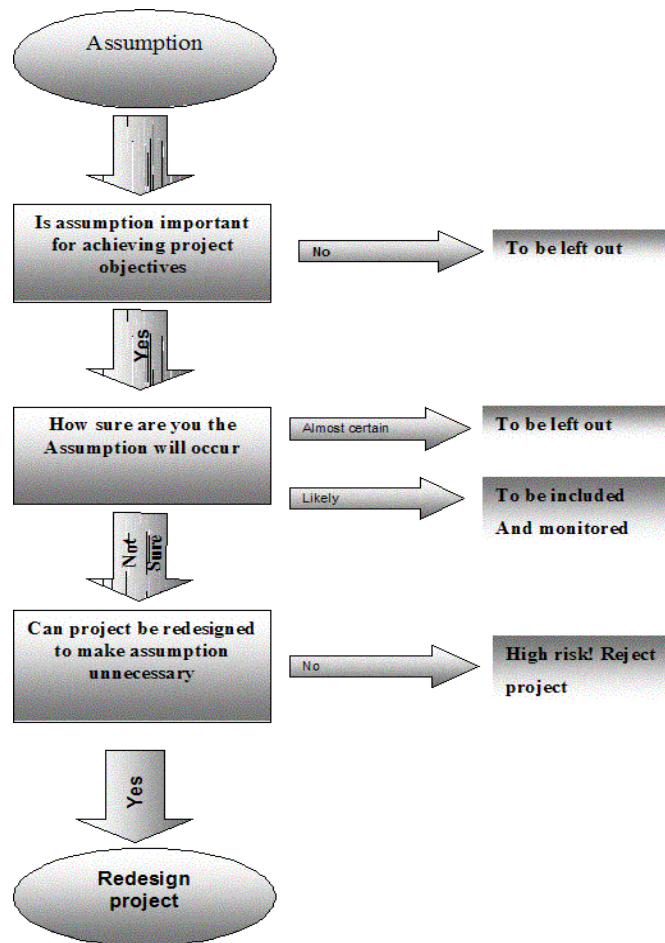 Assumption
Is assumption important
for achieving project
objectives
No
To be left out
Yes
How sure are you the
Assumption will occur
Almost certain
To be left out
Likely
To be included
And monitored
Not
Sure
Can project be redesigned
to make assumption
unnecessary
No
High risk! Reject
project
Yes
Redesign
project